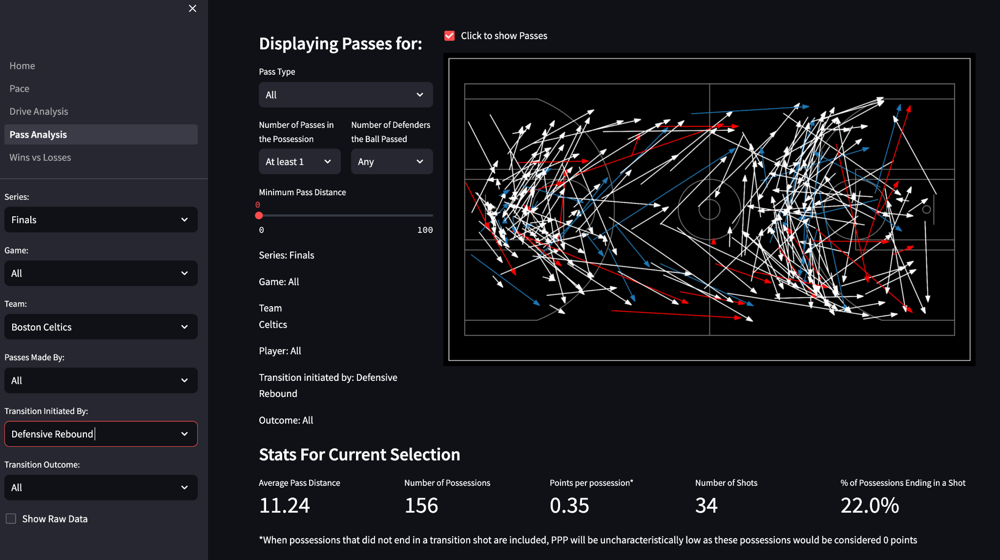 Home
Pace
Drive Analysis
Pass Analysis
Wins vs Losses
Series:
Finals
Game:
All
Team:
Boston Celtics
Passes Made By:
All
Transition Initiated By:
Defensive Rebound
Transition Outcome:
All
Show Raw Data
Displaying Passes for:
Pass Type
All
Number of Passes in
the Possession
At least 1
Number of Defenders
the Ball Passed
Any
Minimum Pass Distance
0
0 100
Series: Finals
Game: All
Team
Celtics
Player: All
Transition initiated by: Defensive
Rebound
Outcome: All
Click to show Passes
Stats For Current Selection
Average Pass Distance
11.24
Number of Possessions
156
Points per possession*
0.35
Number of Shots
34
% of Possessions Ending in a Shot
22.0%
*When possessions that did not end in a transition shot are included, PPP will be uncharacteristically low as these possessions would be considered 0 points